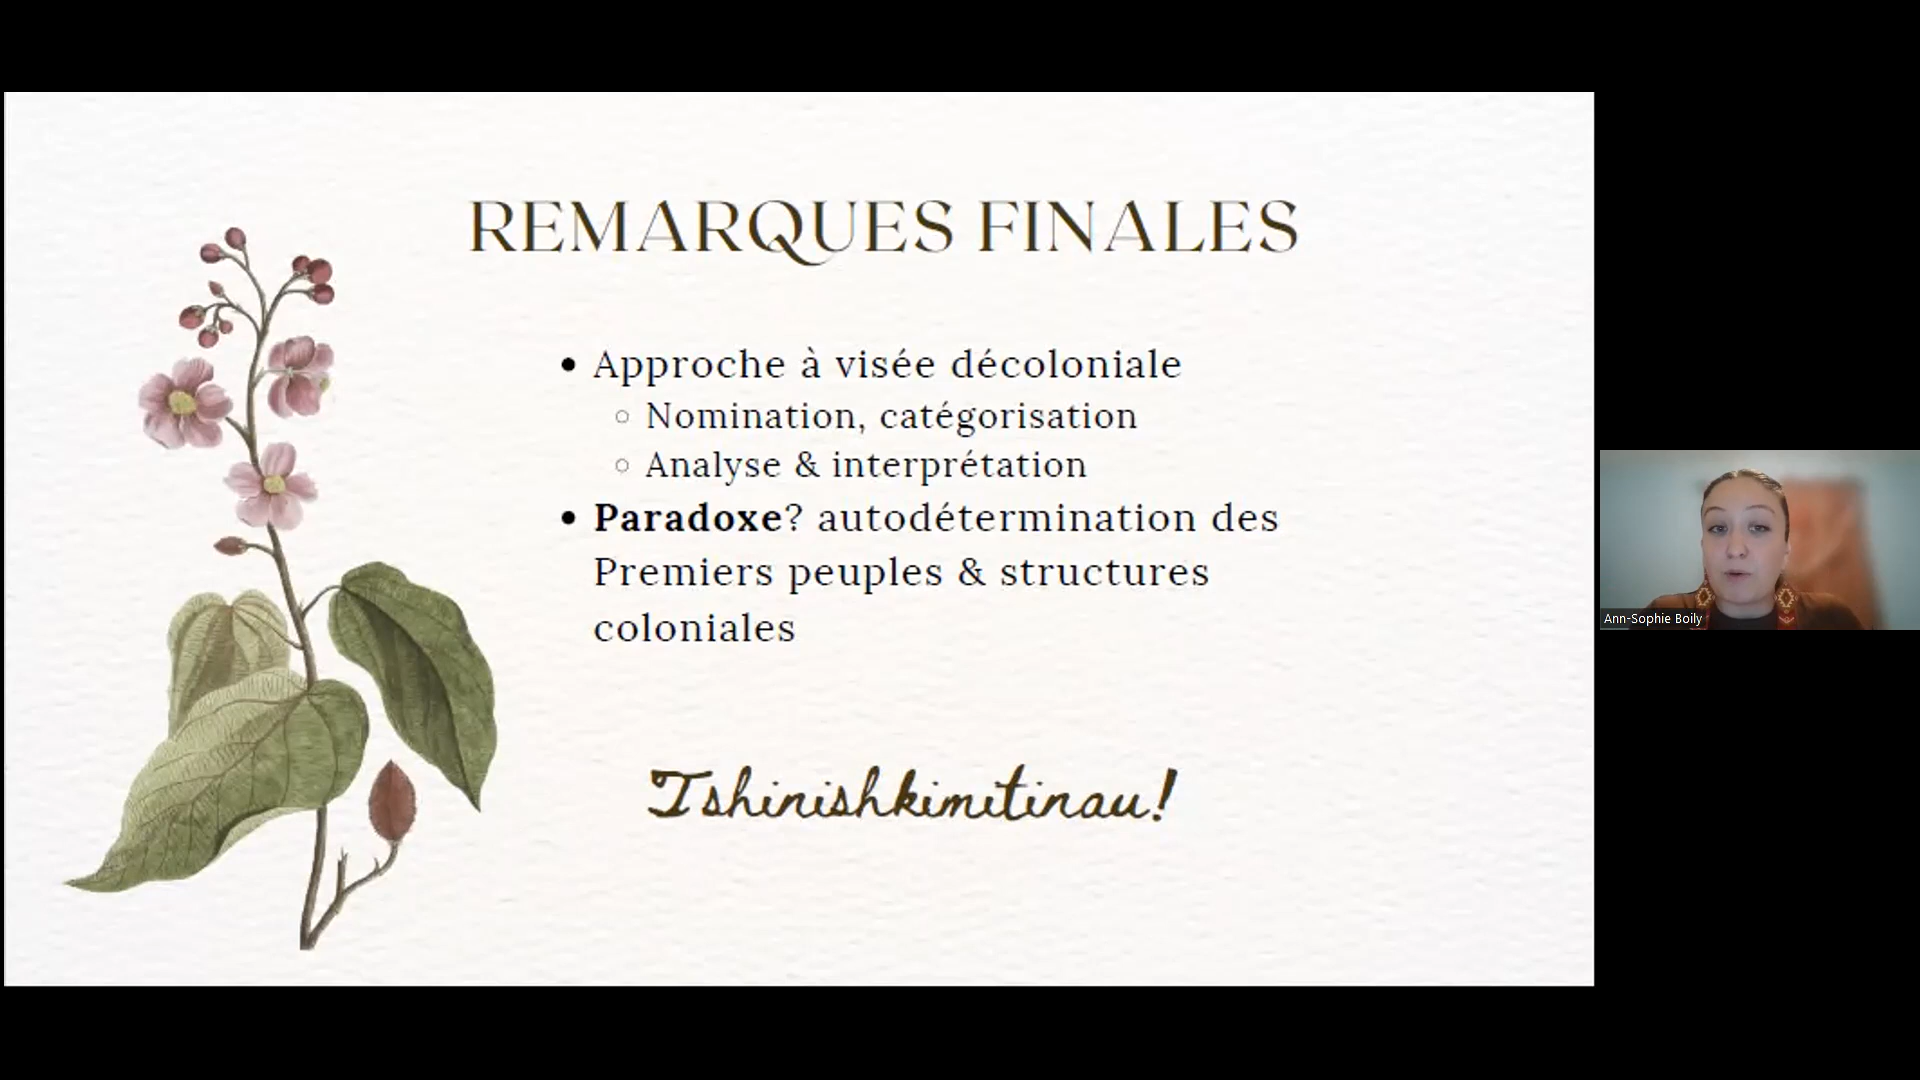 REMARQUES FINALES
• Approche à visée décoloniale
○ Nomination, catégorisation
○ Analyse & interprétation
• Paradoxe? autodétermination des
Premiers peuples & structures
coloniales
Tshinishkimitinau!
Ann-Sophie Boily